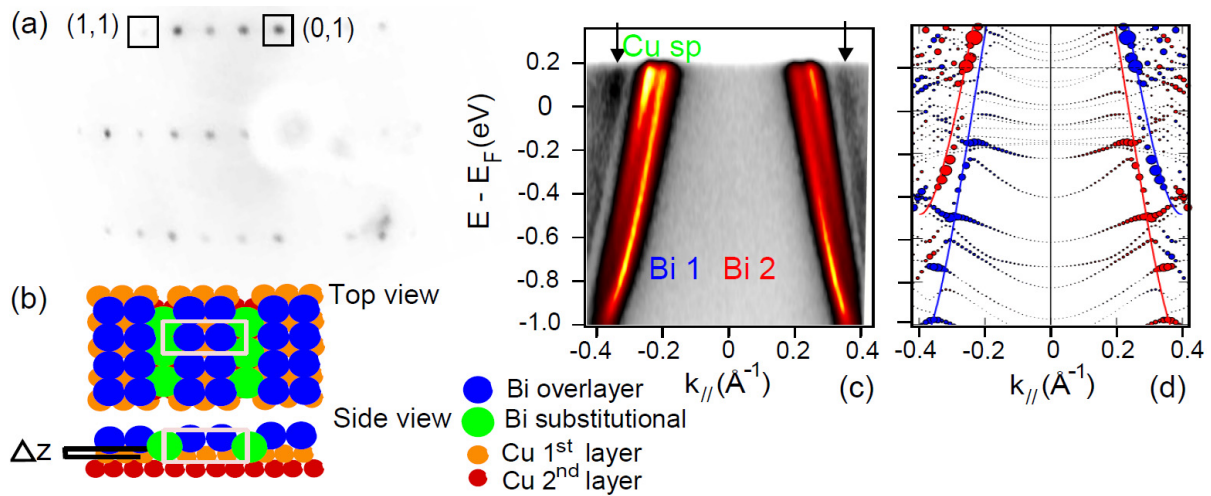 (a)
(1,1)
(0,1)
(b)
Top view
Side view
Δz
Bi overlayer
Bi substitutional
Cu 1st layer
Cu 2nd layer
Cu sp
E - EF(eV)
0.2
0
-0.2
-0.4
-0.6
-0.8
-1.0
Bi 1
Bi 2
-0.4
-0.2
0
0.2
0.4
k//(Å-1)
(c)
-0.4
-0.2
0
0.2
0.4
k//(Å-1)
(d)